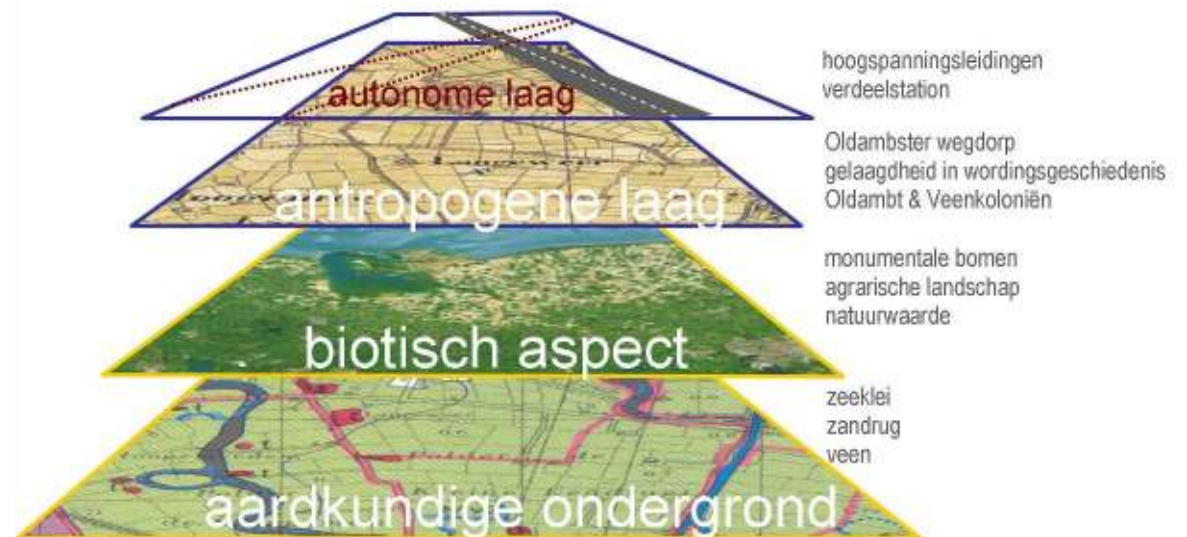 hoogspanningsleidingen
verdeelstation
autonome laag
Oldambster wegdorp
gelaagdheid in wordingsgeschiedenis
Oldambt & Veenkoloniën
antropogene laag
monumentale bomen
agrarische landschap
natuurwaarde
biotisch aspect
zeeklei
zandrug
veen
aardkundige ondergrond